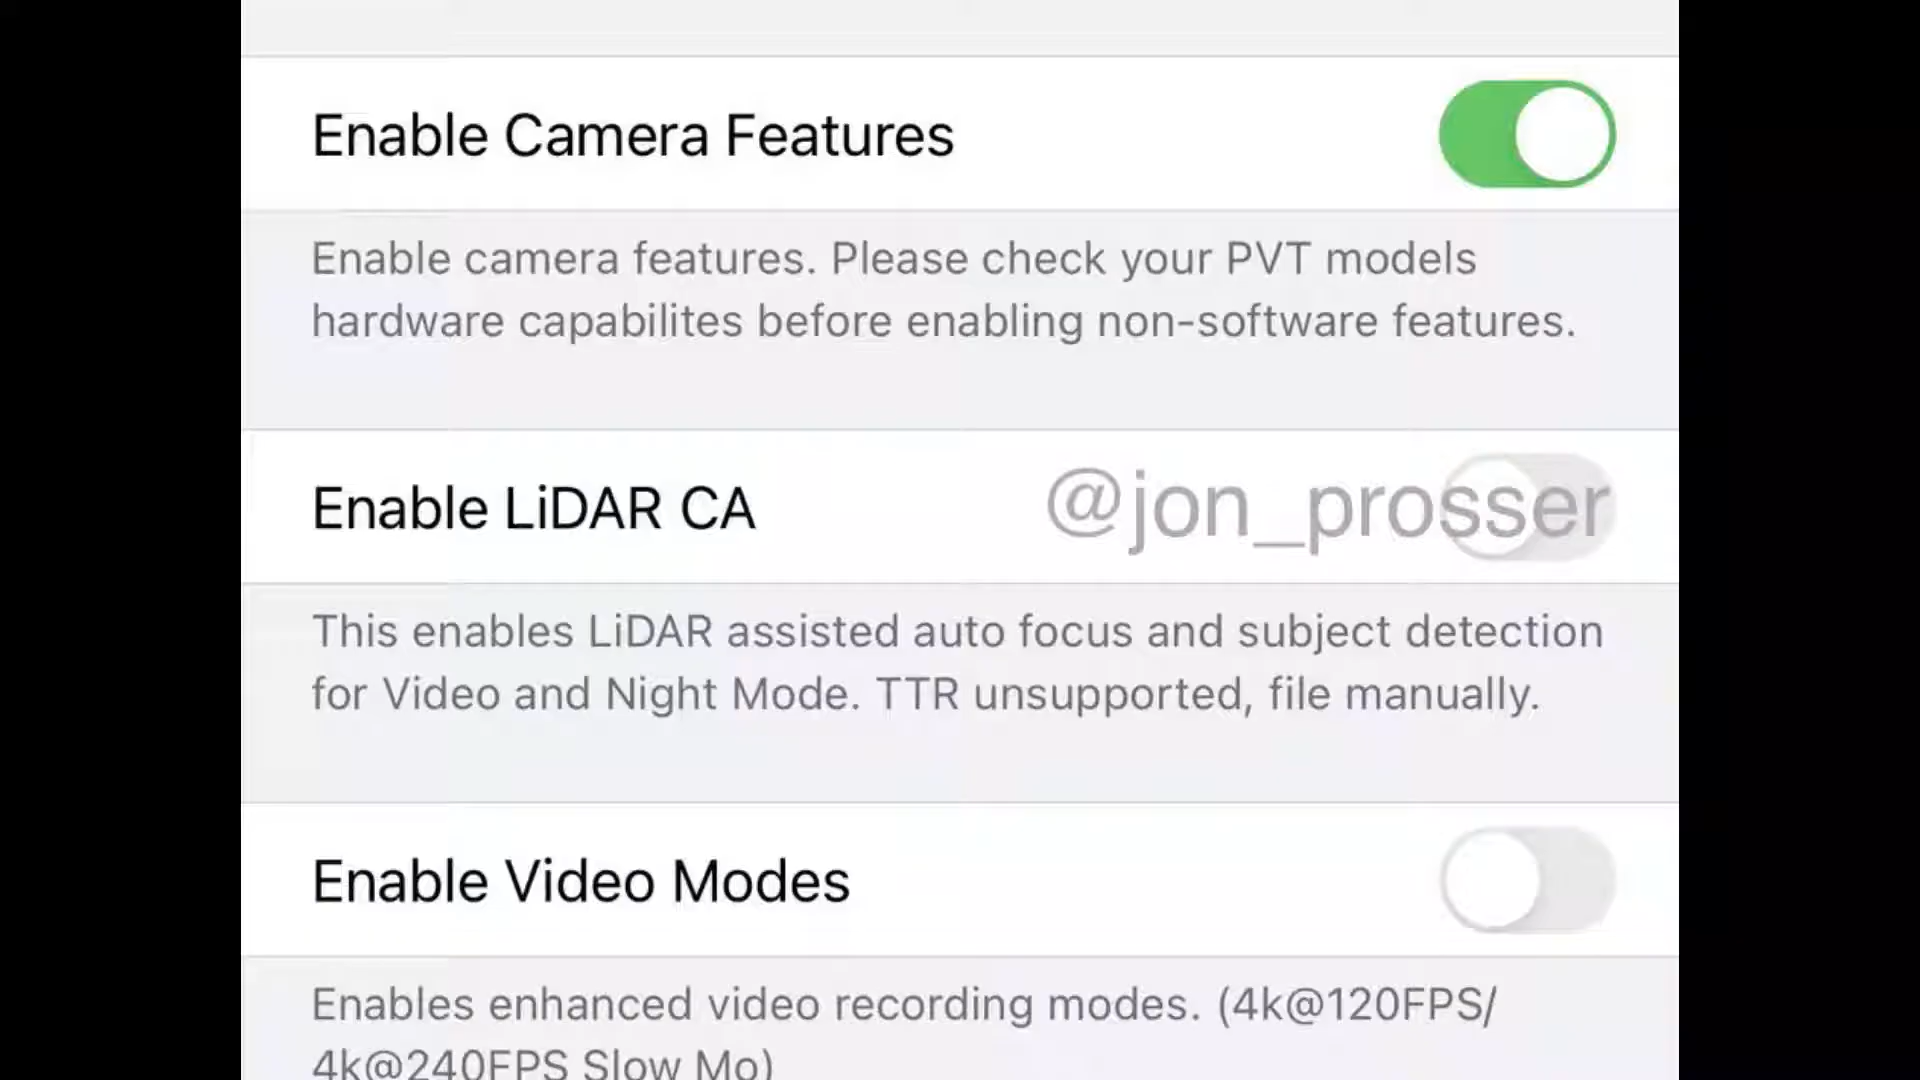 Enable Camera Features
Enable camera features. Please check your PVT models
hardware capabilites before enabling non-software features.
Enable LiDAR CA
@jon_prosser
This enables LiDAR assisted auto focus and subject detection
for Video and Night Mode. TTR unsupported, file manually.
Enable Video Modes
Enables enhanced video recording modes. (4k@120FPS/
4k@240FPS Slow Mo)